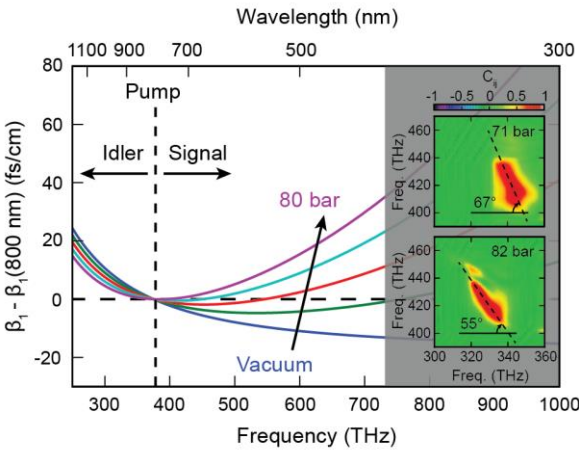 Wavelength (nm)
1100 900 700 500 300
Pump
Idler Signal
80 bar
Vacuum
β₁ - β₁(800 nm) (fs/cm)
80
60
40
20
0
-20
300 400 500 600 700 800 900 1000
Frequency (THz)
C_ij
-1 -0.5 0 0.5 1
Freq. (THz)
460
440
420
400
71 bar
67°
Freq. (THz)
460
440
420
400
82 bar
55°
300 320 340 360
Freq. (THz)